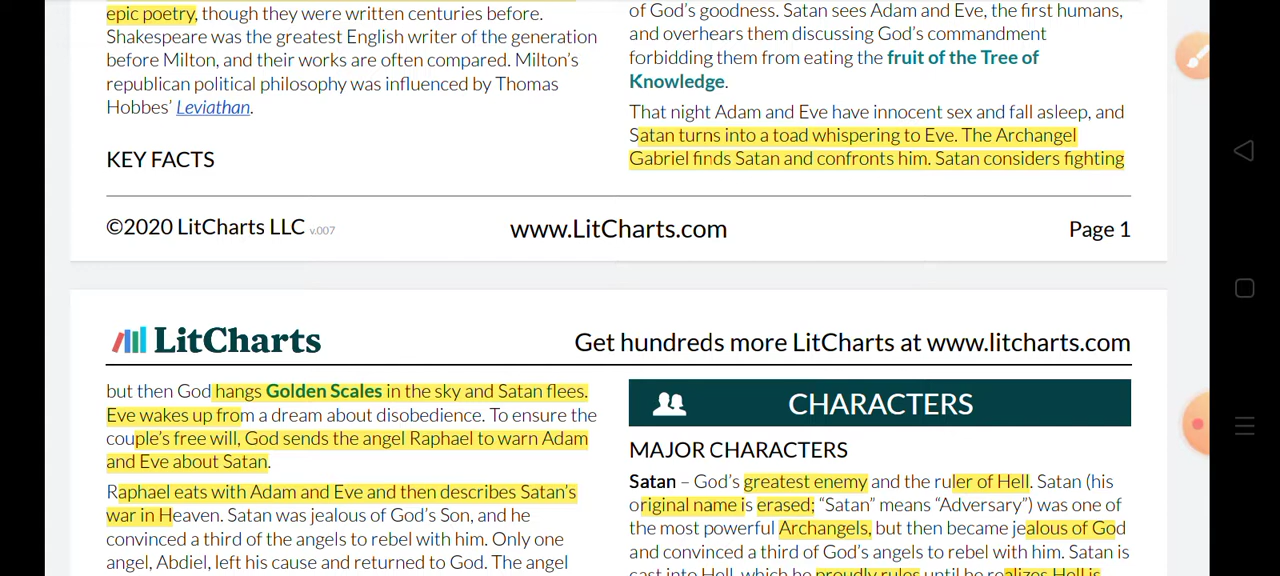 epic poetry, though they were written centuries before.
Shakespeare was the greatest English writer of the generation
before Milton, and their works are often compared. Milton's
republican political philosophy was influenced by Thomas
Hobbes' Leviathan.
KEY FACTS
of God's goodness. Satan sees Adam and Eve, the first humans,
and overhears them discussing God's commandment
forbidding them from eating the fruit of the Tree of
Knowledge.
That night Adam and Eve have innocent sex and fall asleep, and
Satan turns into a toad whispering to Eve. The Archangel
Gabriel finds Satan and confronts him. Satan considers fighting
©2020 LitCharts LLC v.007
www.LitCharts.com
Page 1
LitCharts
Get hundreds more LitCharts at www.litcharts.com
but then God hangs Golden Scales in the sky and Satan flees.
Eve wakes up from a dream about disobedience. To ensure the
couple's free will, God sends the angel Raphael to warn Adam
and Eve about Satan.
Raphael eats with Adam and Eve and then describes Satan's
war in Heaven. Satan was jealous of God's Son, and he
convinced a third of the angels to rebel with him. Only one
angel, Abdiel, left his cause and returned to God. The angel
CHARACTERS
MAJOR CHARACTERS
Satan – God's greatest enemy and the ruler of Hell. Satan (his
original name is erased; "Satan" means "Adversary") was one of
the most powerful Archangels, but then became jealous of God
and convinced a third of God's angels to rebel with him. Satan is
cast into Hell, which he proudly rules until he realizes Hell is